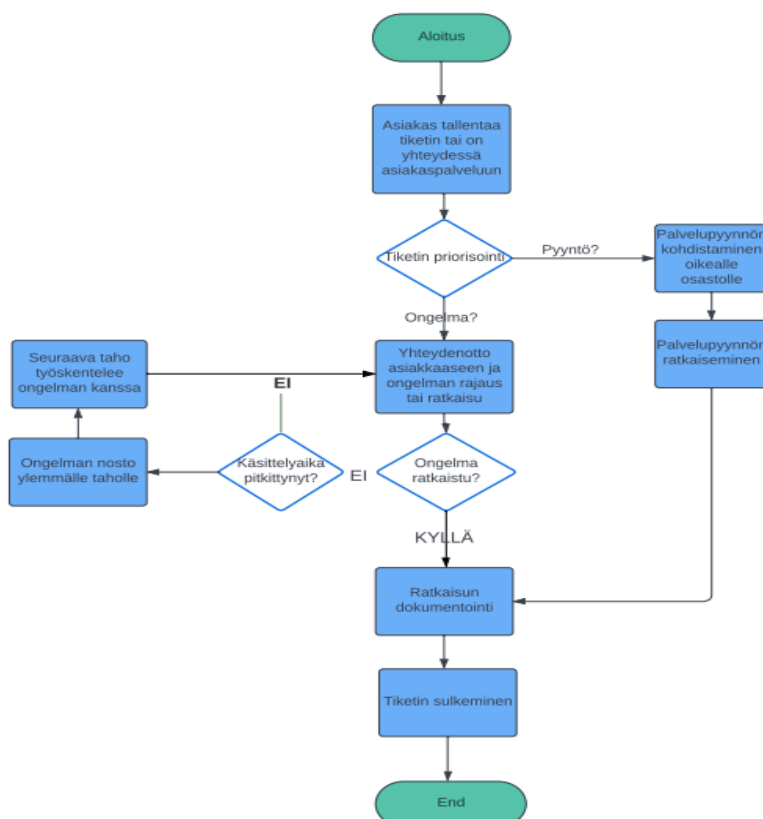 Aloitus
Asiakas tallentaa
tiketin tai on
yhteydessä
asiakaspalveluun
Tiketin priorisointi
Pyyntö?
Palvelupyynnön
kohdistaminen
oikealle
osastolle
Ongelma?
Palvelupyynnön
ratkaiseminen
Seuraava taho
työskentelee
ongelman kanssa
EI
Yhteydenotto
asiakkaaseen ja
ongelman rajaus
tai ratkaisu
Ongelman nosto
ylemmälle taholle
Käsittelyaika
pitkittynyt?
EI
Ongelma
ratkaistu?
KYLLÄ
Ratkaisun
dokumentointi
Tiketin sulkeminen
End